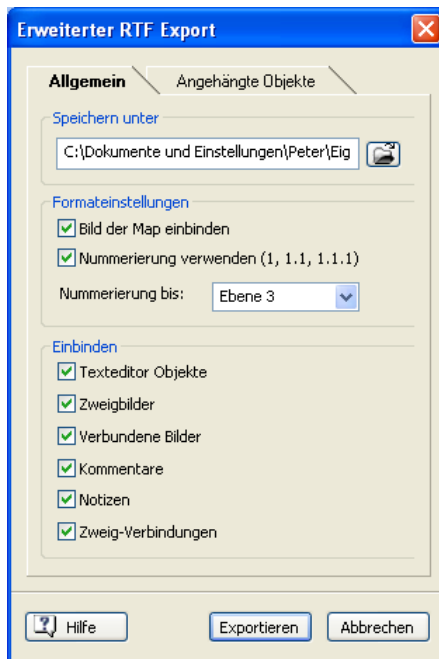 Erweiterter RTF Export
Allgemein
Angehängte Objekte
Speichern unter
C:\Dokumente und Einstellungen\Peter\Eig
Formateinstellungen
Bild der Map einbinden
Nummerierung verwenden (1, 1.1, 1.1.1)
Nummerierung bis: Ebene 3
Einbinden
Texteditor Objekte
Zweigbilder
Verbundene Bilder
Kommentare
Notizen
Zweig-Verbindungen
Hilfe Exportieren Abbrechen